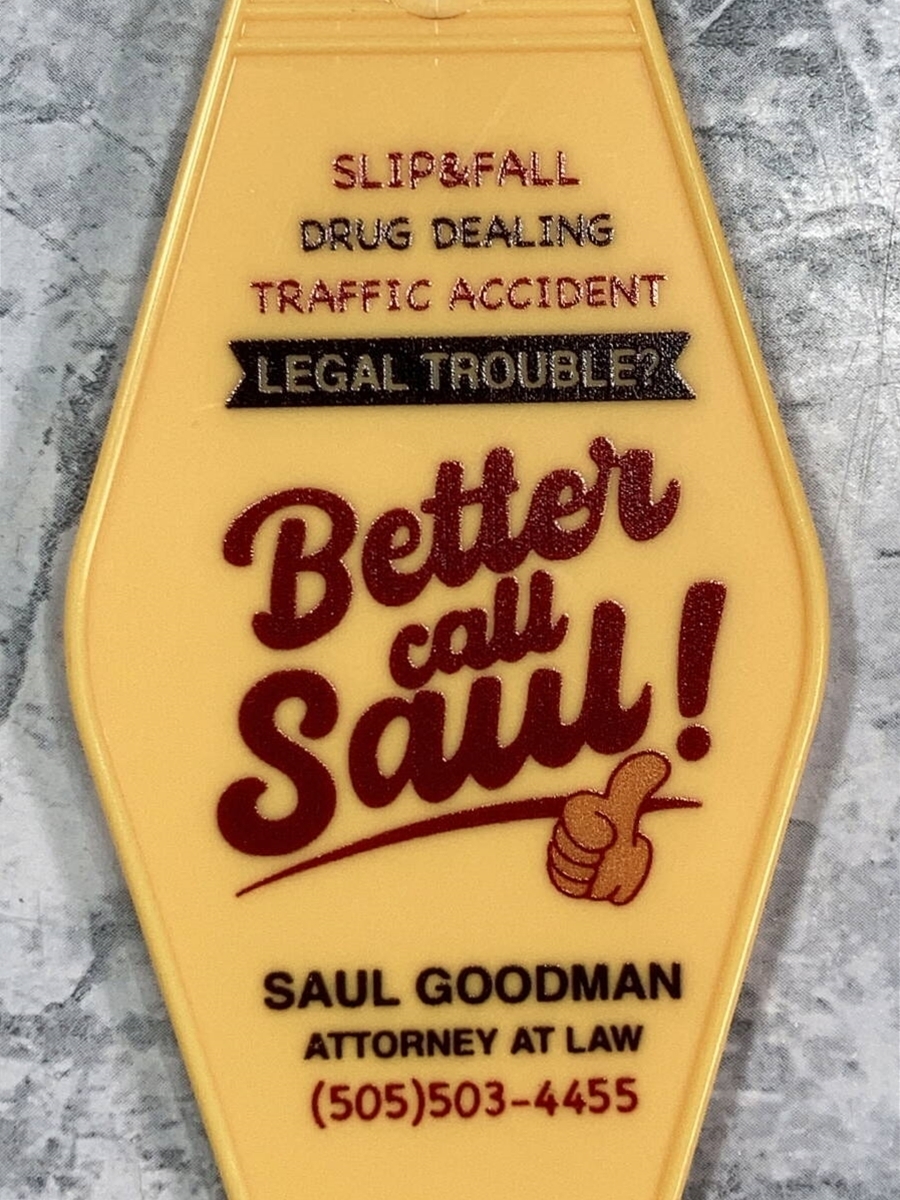 SLIP&FALL
DRUG DEALING
TRAFFIC ACCIDENT
LEGAL TROUBLE?
Better
call
Saul!
SAUL GOODMAN
ATTORNEY AT LAW
(505)503-4455